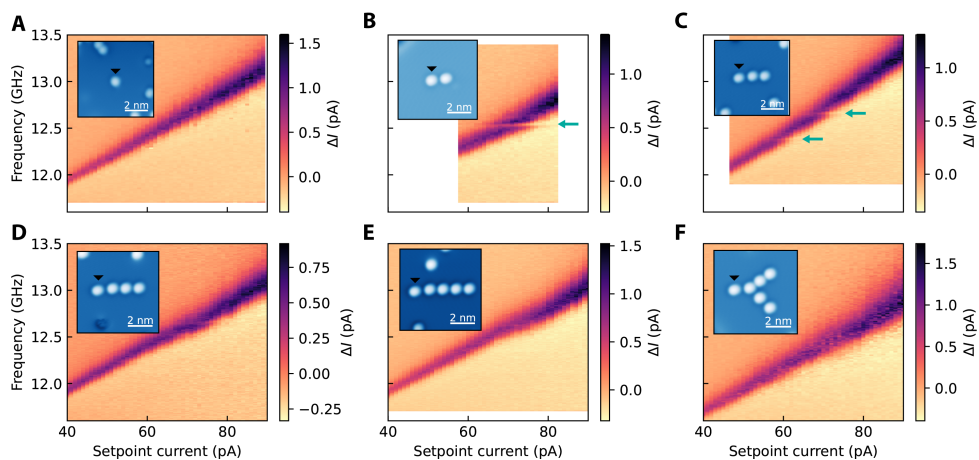 A
B
C
13.5
13.0
12.5
12.0
Frequency (GHz)
2 nm
1.5
1.0
0.5
0.0
ΔI (pA)
2 nm
1.0
0.5
0.0
ΔI (pA)
2 nm
1.0
0.5
0.0
ΔI (pA)
D
E
F
13.5
13.0
12.5
12.0
Frequency (GHz)
2 nm
0.75
0.50
0.25
0.00
−0.25
ΔI (pA)
2 nm
1.5
1.0
0.5
0.0
ΔI (pA)
2 nm
1.5
1.0
0.5
0.0
ΔI (pA)
40 60 80
Setpoint current (pA)
40 60 80
Setpoint current (pA)
40 60 80
Setpoint current (pA)